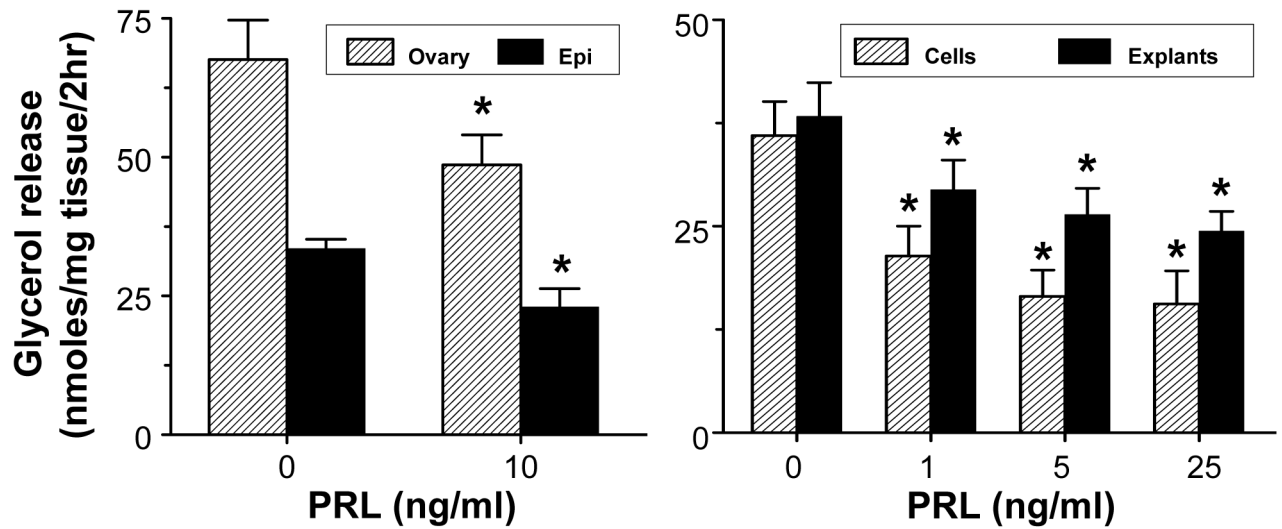 Glycerol release
(nmoles/mg tissue/2hr)
75
50
25
0
Ovary Epi
*
*
0 10
PRL (ng/ml)
50
25
0
Cells Explants
* *
* *
* *
0 1 5 25
PRL (ng/ml)